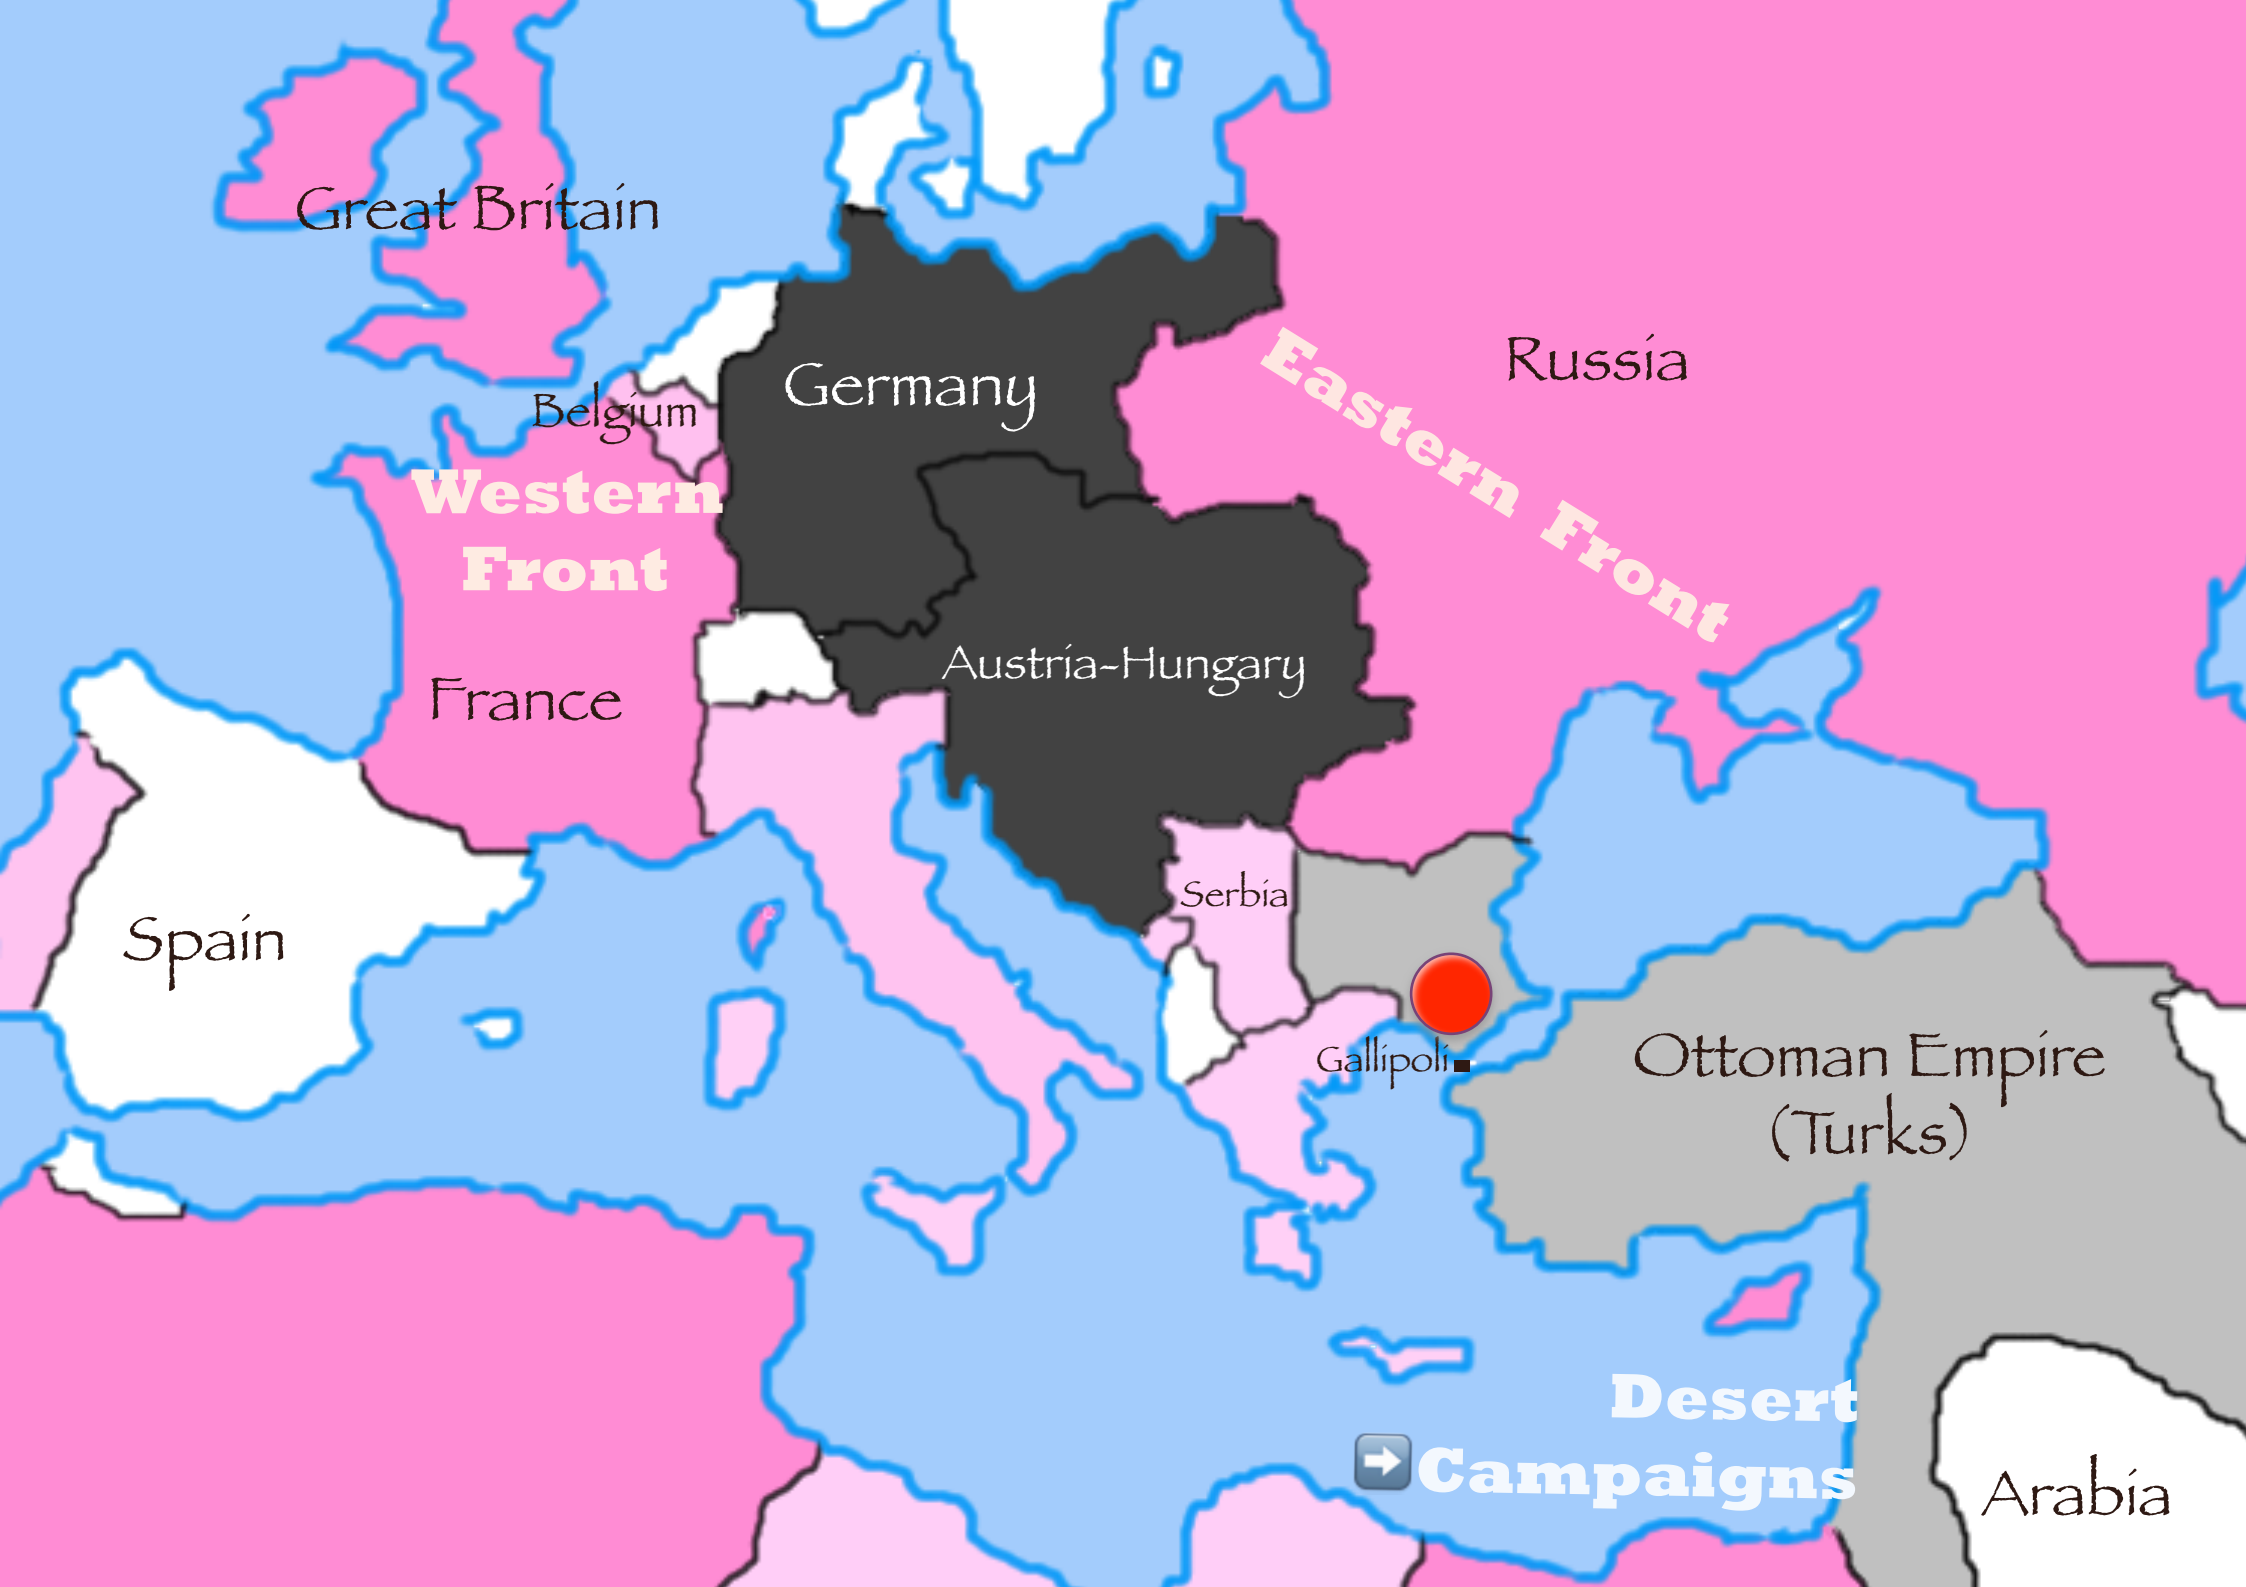 Great Britain
Russia
Germany
Eastern Front
Belgium
Western
Front
Austria-Hungary
France
Serbia
Spain
Gallipoli
Ottoman Empire
(Turks)
Desert
Campaigns
Arabia